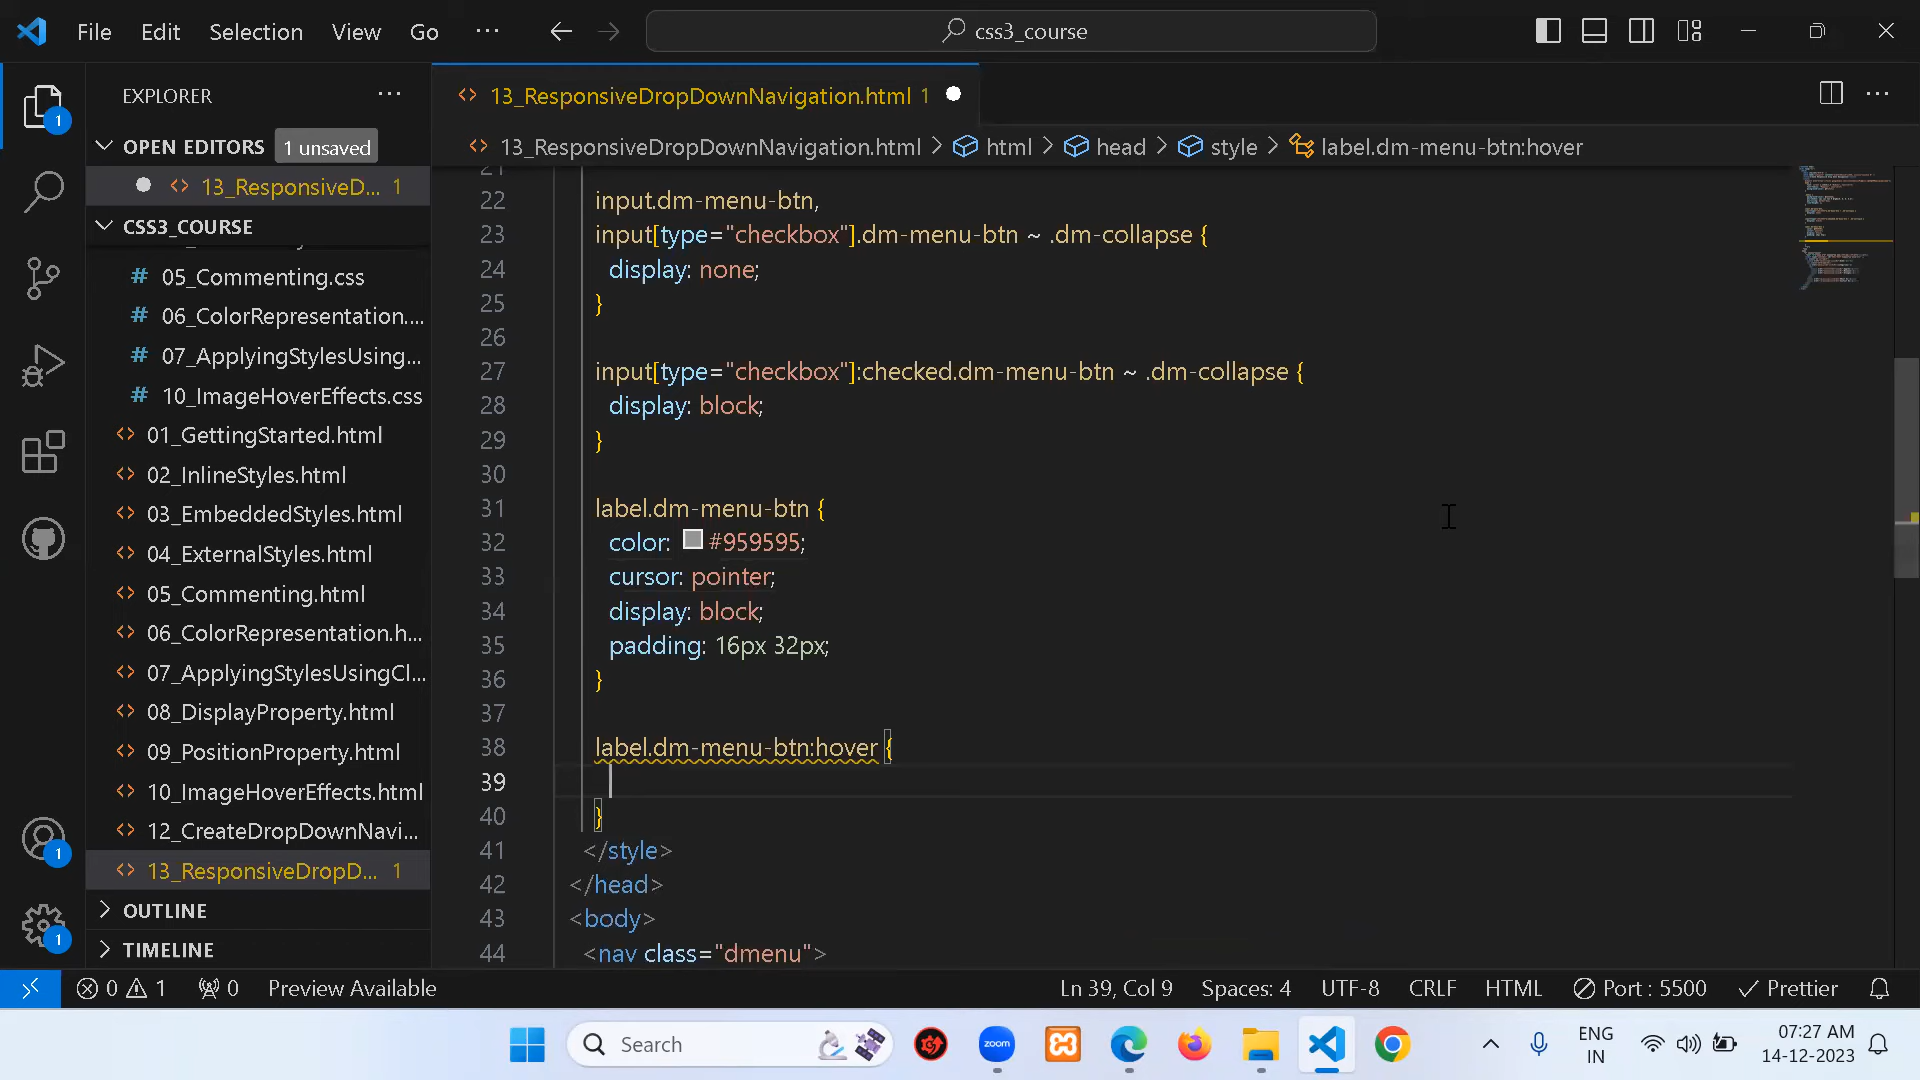 File Edit Selection View Go ··· css3_course
EXPLORER ···
OPEN EDITORS 1 unsaved
13_ResponsiveD... 1
CSS3_COURSE
05_Commenting.css
06_ColorRepresentation....
07_ApplyingStylesUsing...
10_ImageHoverEffects.css
01_GettingStarted.html
02_InlineStyles.html
03_EmbeddedStyles.html
04_ExternalStyles.html
05_Commenting.html
06_ColorRepresentation.h...
07_ApplyingStylesUsingCl...
08_DisplayProperty.html
09_PositionProperty.html
10_ImageHoverEffects.html
12_CreateDropDownNavi...
13_ResponsiveDropD... 1
OUTLINE
TIMELINE
1
1
1
13_ResponsiveDropDownNavigation.html 1
13_ResponsiveDropDownNavigation.html > html > head > style > label.dm-menu-btn:hover
21
22 input.dm-menu-btn,
23 input[type="checkbox"].dm-menu-btn ~ .dm-collapse {
24 display: none;
25 }
26
27 input[type="checkbox"]:checked.dm-menu-btn ~ .dm-collapse {
28 display: block;
29 }
30
31 label.dm-menu-btn {
32 color: #959595;
33 cursor: pointer;
34 display: block;
35 padding: 16px 32px;
36 }
37
38 label.dm-menu-btn:hover {
39
40 }
41 </style>
42 </head>
43 <body>
44 <nav class="dmenu">
0 1 0 Preview Available Ln 39, Col 9 Spaces: 4 UTF-8 CRLF HTML Port : 5500 Prettier
Search zoom ENG IN 07:27 AM
14-12-2023